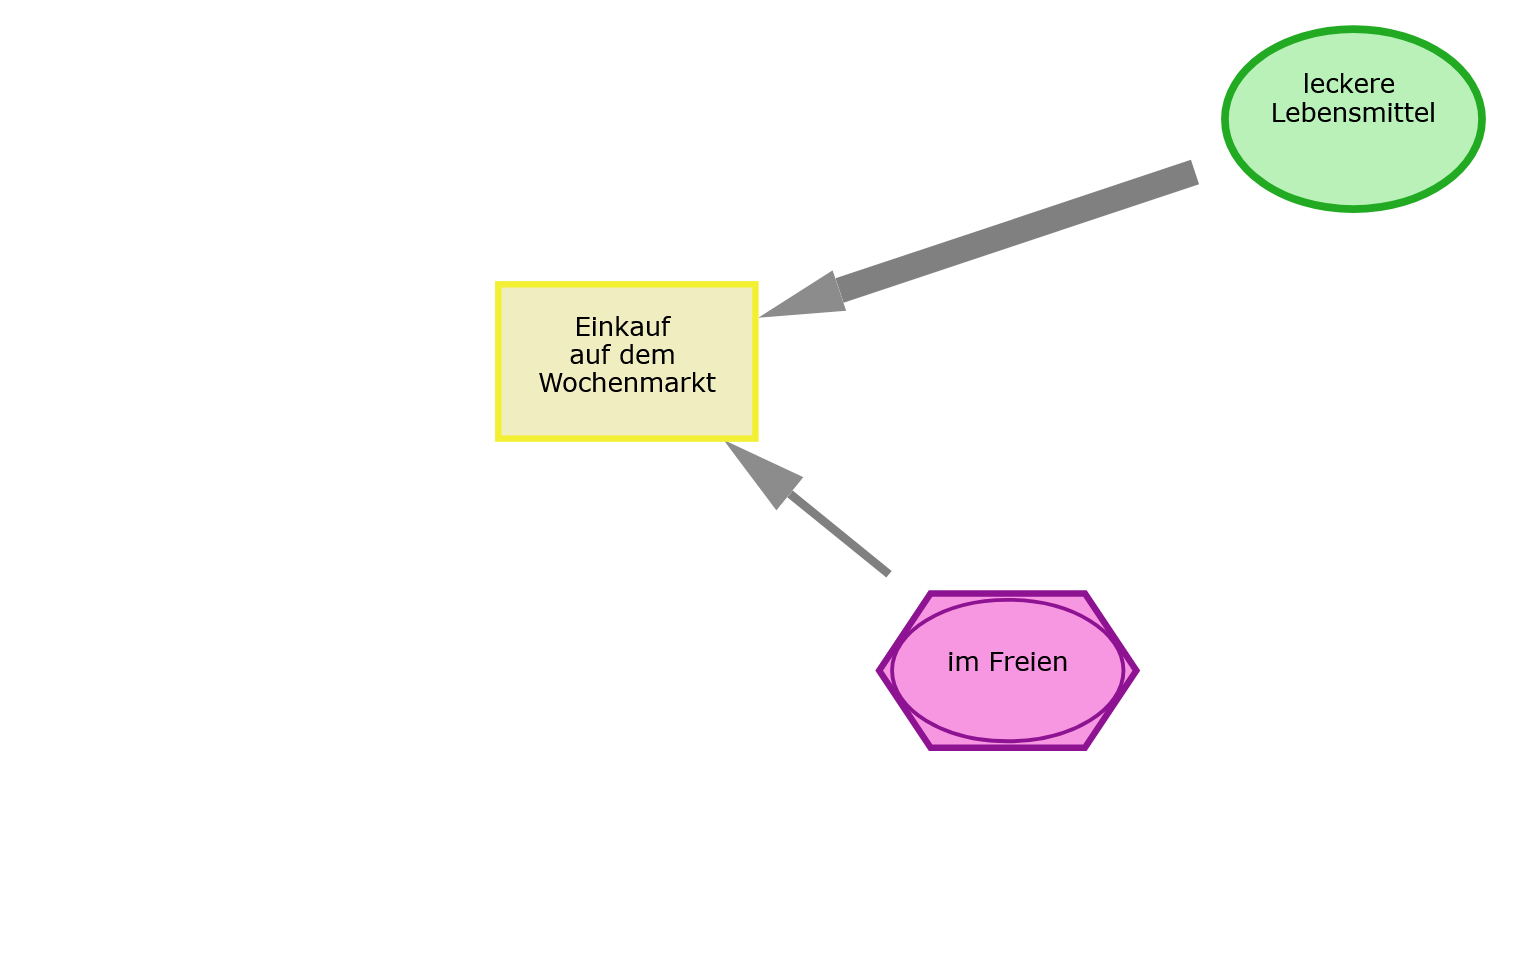 leckere
Lebensmittel
Einkauf
auf dem
Wochenmarkt
im Freien